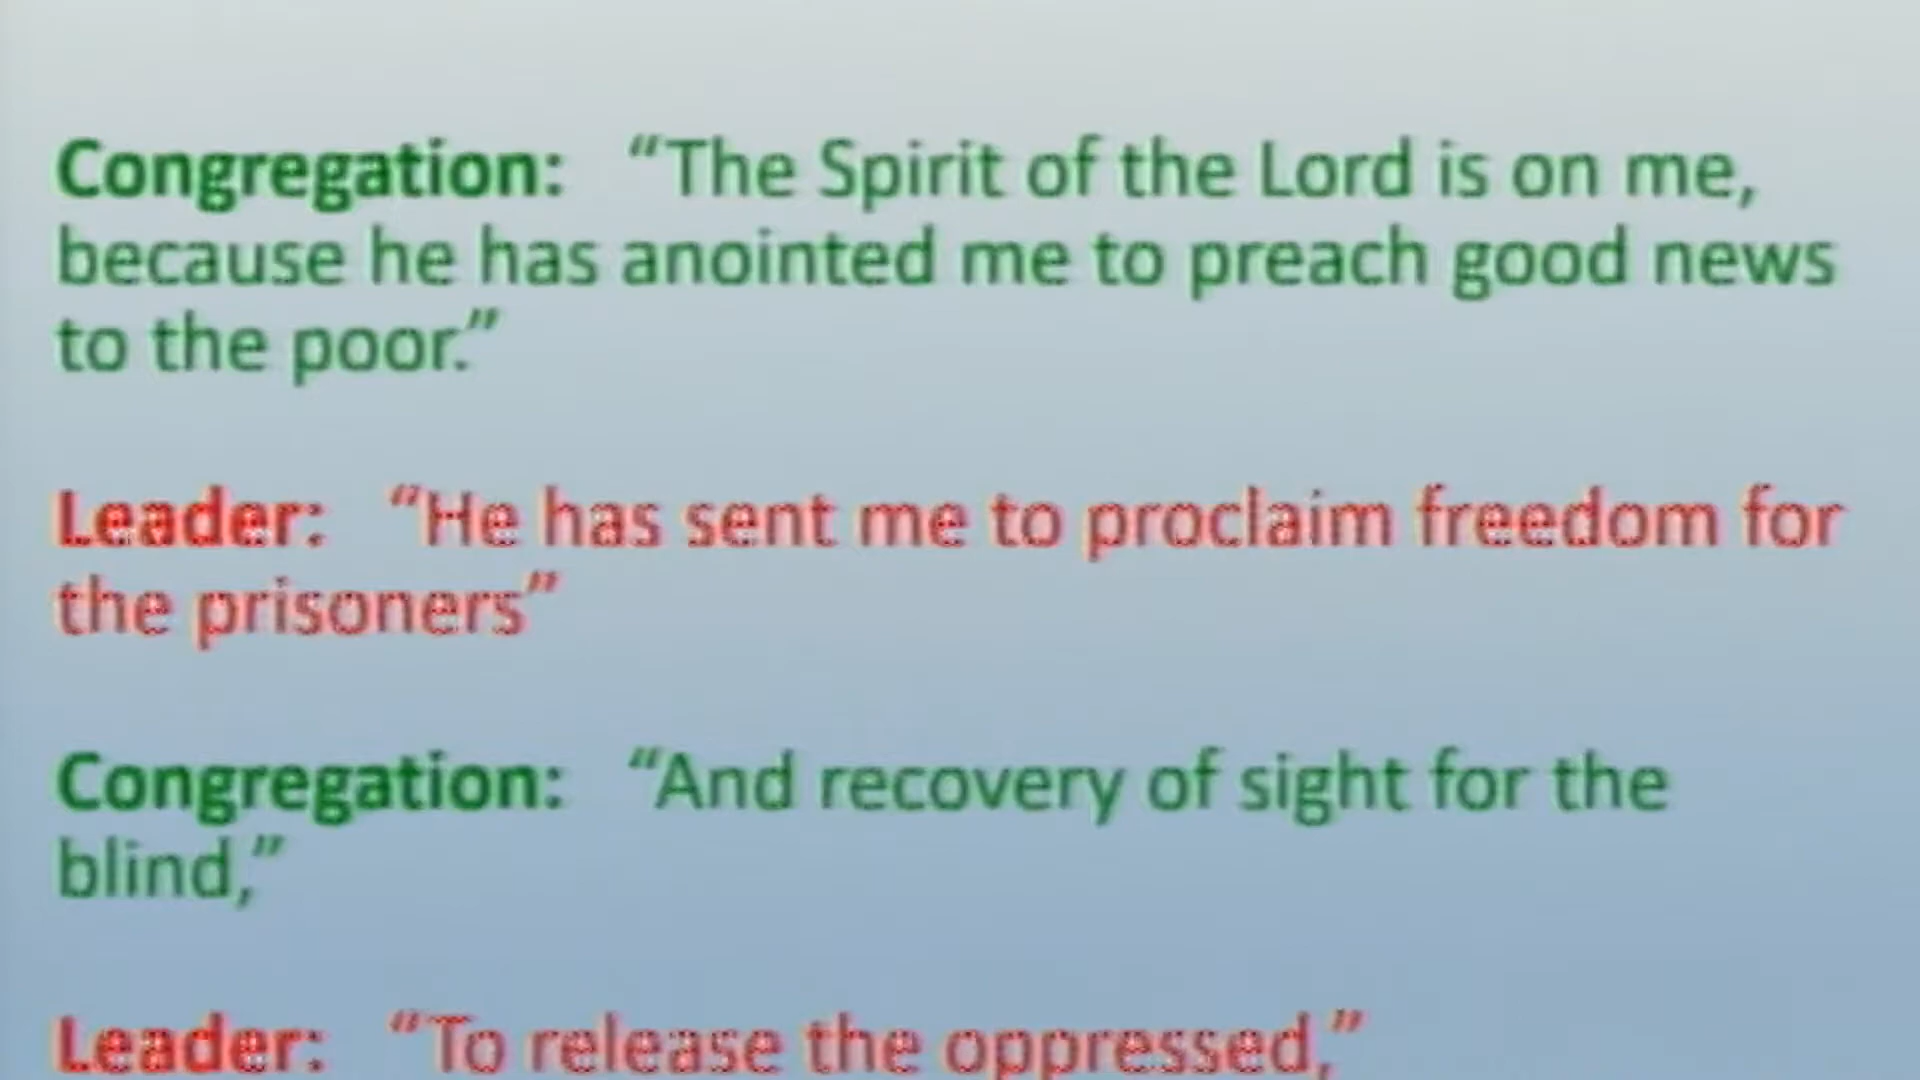 Congregation: “The Spirit of the Lord is on me,
because he has anointed me to preach good news
to the poor.”
Leader: “He has sent me to proclaim freedom for
the prisoners”
Congregation: “And recovery of sight for the
blind,”
Leader: “To release the oppressed,”